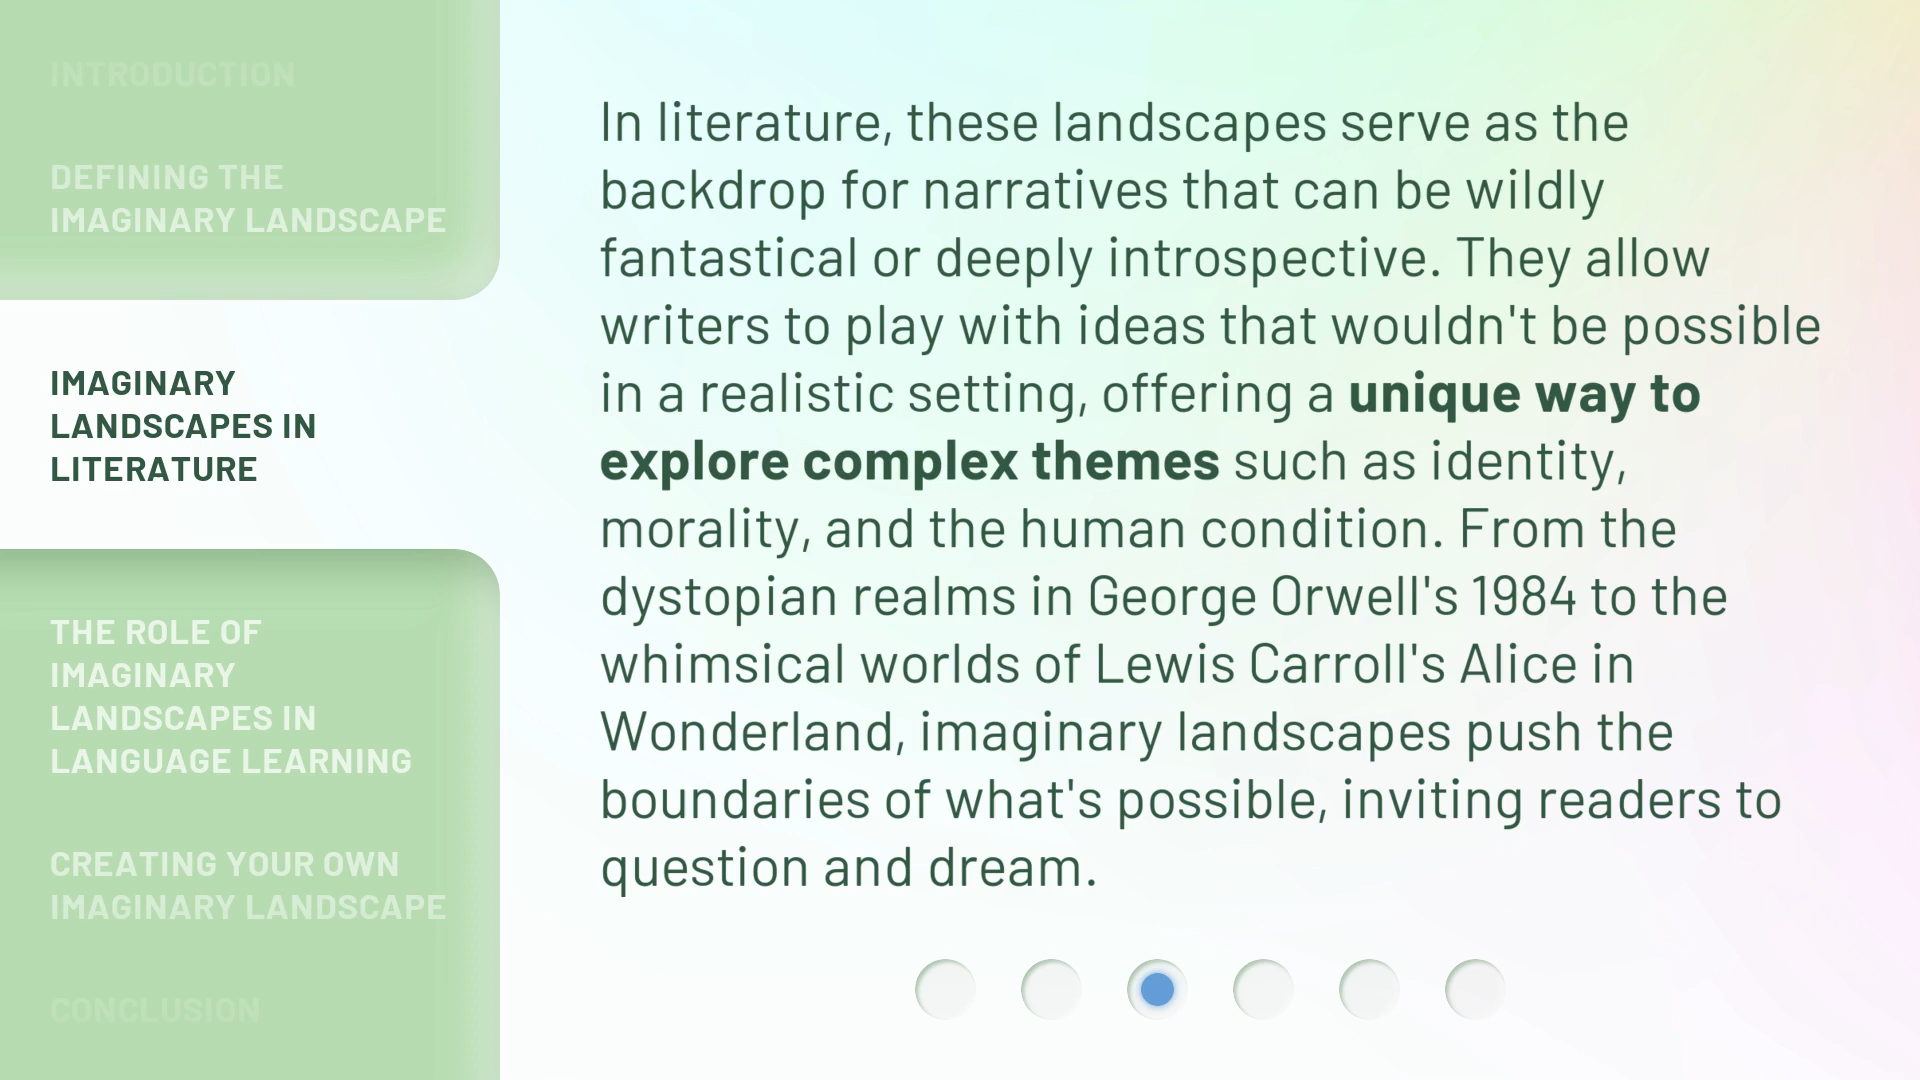 INTRODUCTION
DEFINING THE
IMAGINARY LANDSCAPE
IMAGINARY
LANDSCAPES IN
LITERATURE
THE ROLE OF
IMAGINARY
LANDSCAPES IN
LANGUAGE LEARNING
CREATING YOUR OWN
IMAGINARY LANDSCAPE
CONCLUSION
In literature, these landscapes serve as the
backdrop for narratives that can be wildly
fantastical or deeply introspective. They allow
writers to play with ideas that wouldn't be possible
in a realistic setting, offering a unique way to
explore complex themes such as identity,
morality, and the human condition. From the
dystopian realms in George Orwell's 1984 to the
whimsical worlds of Lewis Carroll's Alice in
Wonderland, imaginary landscapes push the
boundaries of what's possible, inviting readers to
question and dream.